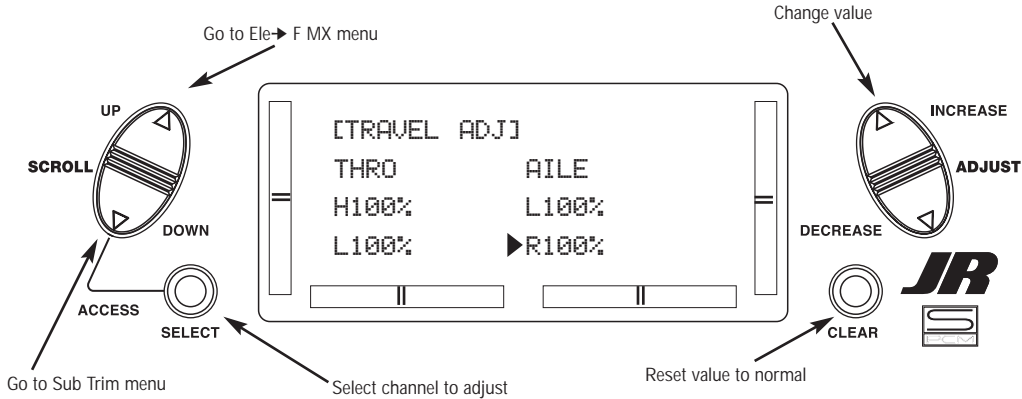 Change value
Go to Ele→ F MX menu
UP
INCREASE
[TRAVEL ADJ]
THRO AILE
SCROLL
ADJUST
H100% L100%
DOWN
DECREASE
L100% ▶R100%
ACCESS
SELECT
CLEAR
JR
S
PCM
Go to Sub Trim menu
Select channel to adjust
Reset value to normal